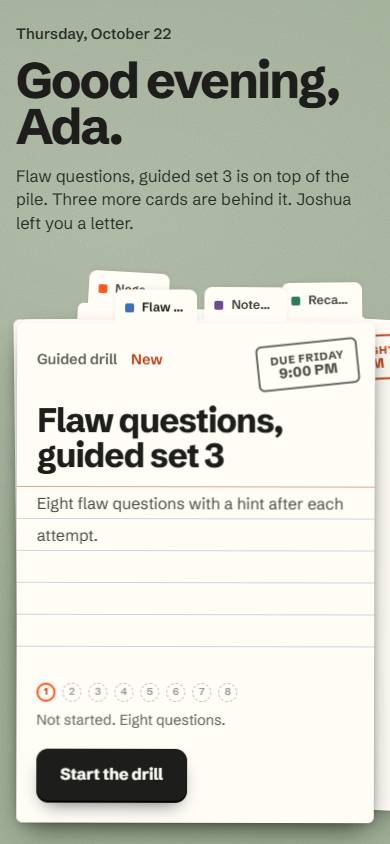 Thursday, October 22
Good evening,
Ada.
Flaw questions, guided set 3 is on top of the
pile. Three more cards are behind it. Joshua
left you a letter.
Flaw ...
Note...
Reca...
Guided drill New
DUE FRIDAY
9:00 PM
Flaw questions,
guided set 3
Eight flaw questions with a hint after each
attempt.
1 2 3 4 5 6 7 8
Not started. Eight questions.
Start the drill